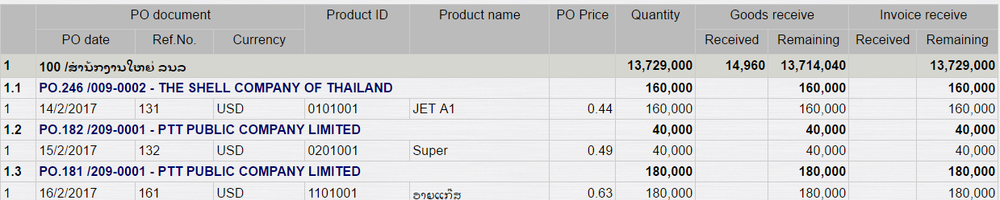 PO document Product ID Product name PO Price Quantity Goods receive Invoice receive
PO date Ref.No. Currency Received Remaining Received Remaining
1 100 /ສຳນັກງານໃຫຍ່ ລນລ 13,729,000 14,960 13,714,040 13,729,000
1.1 PO.246 /009-0002 - THE SHELL COMPANY OF THAILAND 160,000 160,000 160,000
1 14/2/2017 131 USD 0101001 JET A1 0.44 160,000 160,000 160,000
1.2 PO.182 /209-0001 - PTT PUBLIC COMPANY LIMITED 40,000 40,000 40,000
1 15/2/2017 132 USD 0201001 Super 0.49 40,000 40,000 40,000
1.3 PO.181 /209-0001 - PTT PUBLIC COMPANY LIMITED 180,000 180,000 180,000
1 16/2/2017 161 USD 1101001 ອາຍແກ໊ສ 0.63 180,000 180,000 180,000